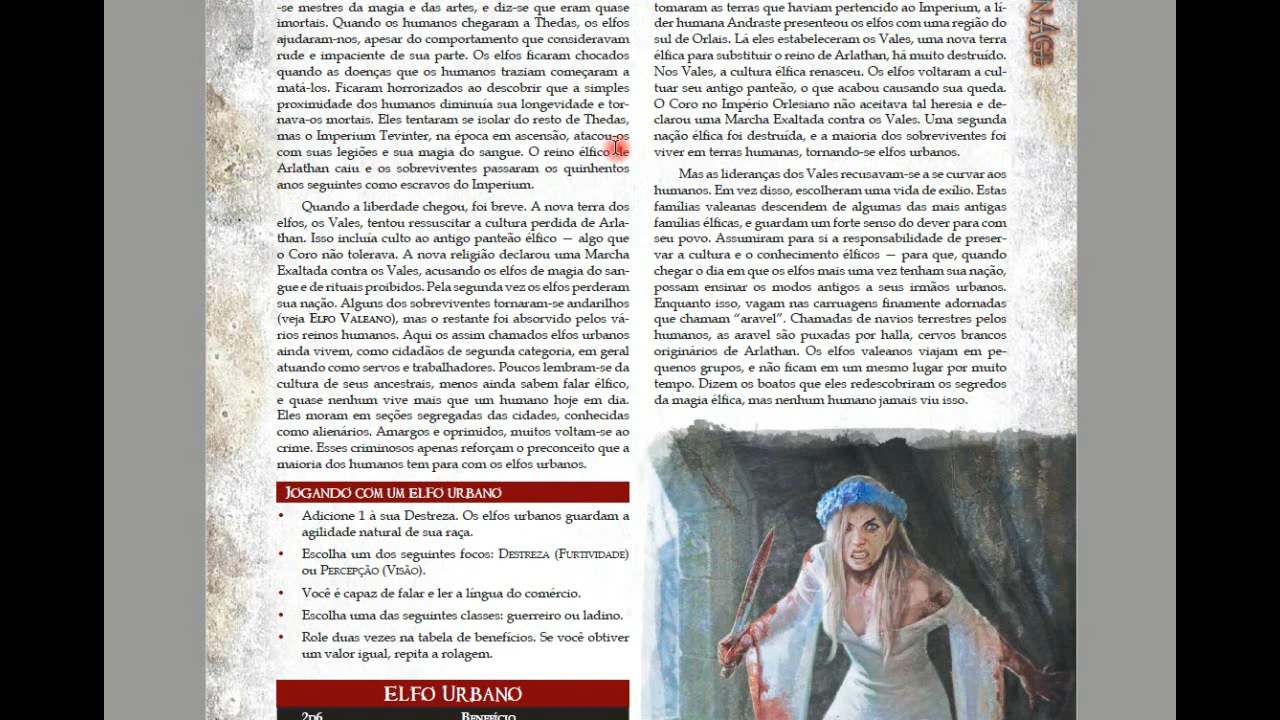 -se mestres da magia e das artes, e diz-se que eram quase
imortais. Quando os humanos chegaram a Thedas, os elfos
ajudaram-nos, apesar do comportamento que consideravam
rude e impaciente de sua parte. Os elfos ficaram chocados
quando as doenças que os humanos traziam começaram a
matá-los. Ficaram horrorizados ao descobrir que a simples
proximidade dos humanos diminuía sua longevidade e tor-
nava-os mortais. Eles tentaram se isolar do resto de Thedas,
mas o Imperium Tevinter, na época em ascensão, atacou-os
com suas legiões e sua magia do sangue. O reino élfico de
Arlathan caiu e os sobreviventes passaram os quinhentos
anos seguintes como escravos do Imperium.
Quando a liberdade chegou, foi breve. A nova terra dos
elfos, os Vales, tentou ressuscitar a cultura perdida de Arla-
than. Isso incluía culto ao antigo panteão élfico — algo que
o Coro não tolerava. A nova religião declarou uma Marcha
Exaltada contra os Vales, acusando os elfos de magia do san-
gue e de rituais proibidos. Pela segunda vez os elfos perderam
sua nação. Alguns dos sobreviventes tornaram-se andarilhos
(veja Elfo Valeano), mas o restante foi absorvido pelos vá-
rios reinos humanos. Aqui os assim chamados elfos urbanos
ainda vivem, como cidadãos de segunda categoria, em geral
atuando como servos e trabalhadores. Poucos lembram-se da
cultura de seus ancestrais, menos ainda sabem falar élfico,
e quase nenhum vive mais que um humano hoje em dia.
Eles moram em seções segregadas das cidades, conhecidas
como alienários. Amargos e oprimidos, muitos voltam-se ao
crime. Esses criminosos apenas reforçam o preconceito que a
maioria dos humanos tem para com os elfos urbanos.
Jogando com um Elfo Urbano
• Adicione 1 à sua Destreza. Os elfos urbanos guardam a
agilidade natural de sua raça.
• Escolha um dos seguintes focos: Destreza (Furtividade)
ou Percepção (Visão).
• Você é capaz de falar e ler a língua do comércio.
• Escolha uma das seguintes classes: guerreiro ou ladino.
• Role duas vezes na tabela de benefícios. Se você obtiver
um valor igual, repita a rolagem.
Elfo Urbano
2d6 Benefício
tomaram as terras que haviam pertencido ao Imperium, a lí-
der humana Andraste presenteou os elfos com uma região do
sul de Orlais. Lá eles estabeleceram os Vales, uma nova terra
élfica para substituir o reino de Arlathan, há muito destruído.
Nos Vales, a cultura élfica renasceu. Os elfos voltaram a cul-
tuar seu antigo panteão, o que acabou causando sua queda.
O Coro no Império Orlesiano não aceitava tal heresia e de-
clarou uma Marcha Exaltada contra os Vales. Uma segunda
nação élfica foi destruída, e a maioria dos sobreviventes foi
viver em terras humanas, tornando-se elfos urbanos.
Mas as lideranças dos Vales recusavam-se a se curvar aos
humanos. Em vez disso, escolheram uma vida de exílio. Estas
famílias valeanas descendem de algumas das mais antigas
famílias élficas, e guardam um forte senso do dever para com
seu povo. Assumiram para si a responsabilidade de preser-
var a cultura e o conhecimento élficos — para que, quando
chegar o dia em que os elfos mais uma vez tenham sua nação,
possam ensinar os modos antigos a seus irmãos urbanos.
Enquanto isso, vagam nas carruagens finamente adornadas
que chamam “aravel”. Chamadas de navios terrestres pelos
humanos, as aravel são puxadas por halla, cervos brancos
originários de Arlathan. Os elfos valeanos viajam em pe-
quenos grupos, e não ficam em um mesmo lugar por muito
tempo. Dizem os boatos que eles redescobriram os segredos
da magia élfica, mas nenhum humano jamais viu isso.
N AGE